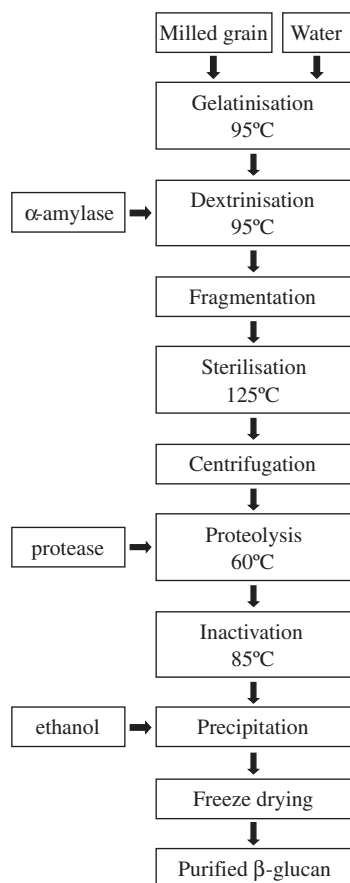 Milled grain
Water
Gelatinisation
95ºC
α-amylase
Dextrinisation
95ºC
Fragmentation
Sterilisation
125ºC
Centrifugation
protease
Proteolysis
60ºC
Inactivation
85ºC
ethanol
Precipitation
Freeze drying
Purified β-glucan